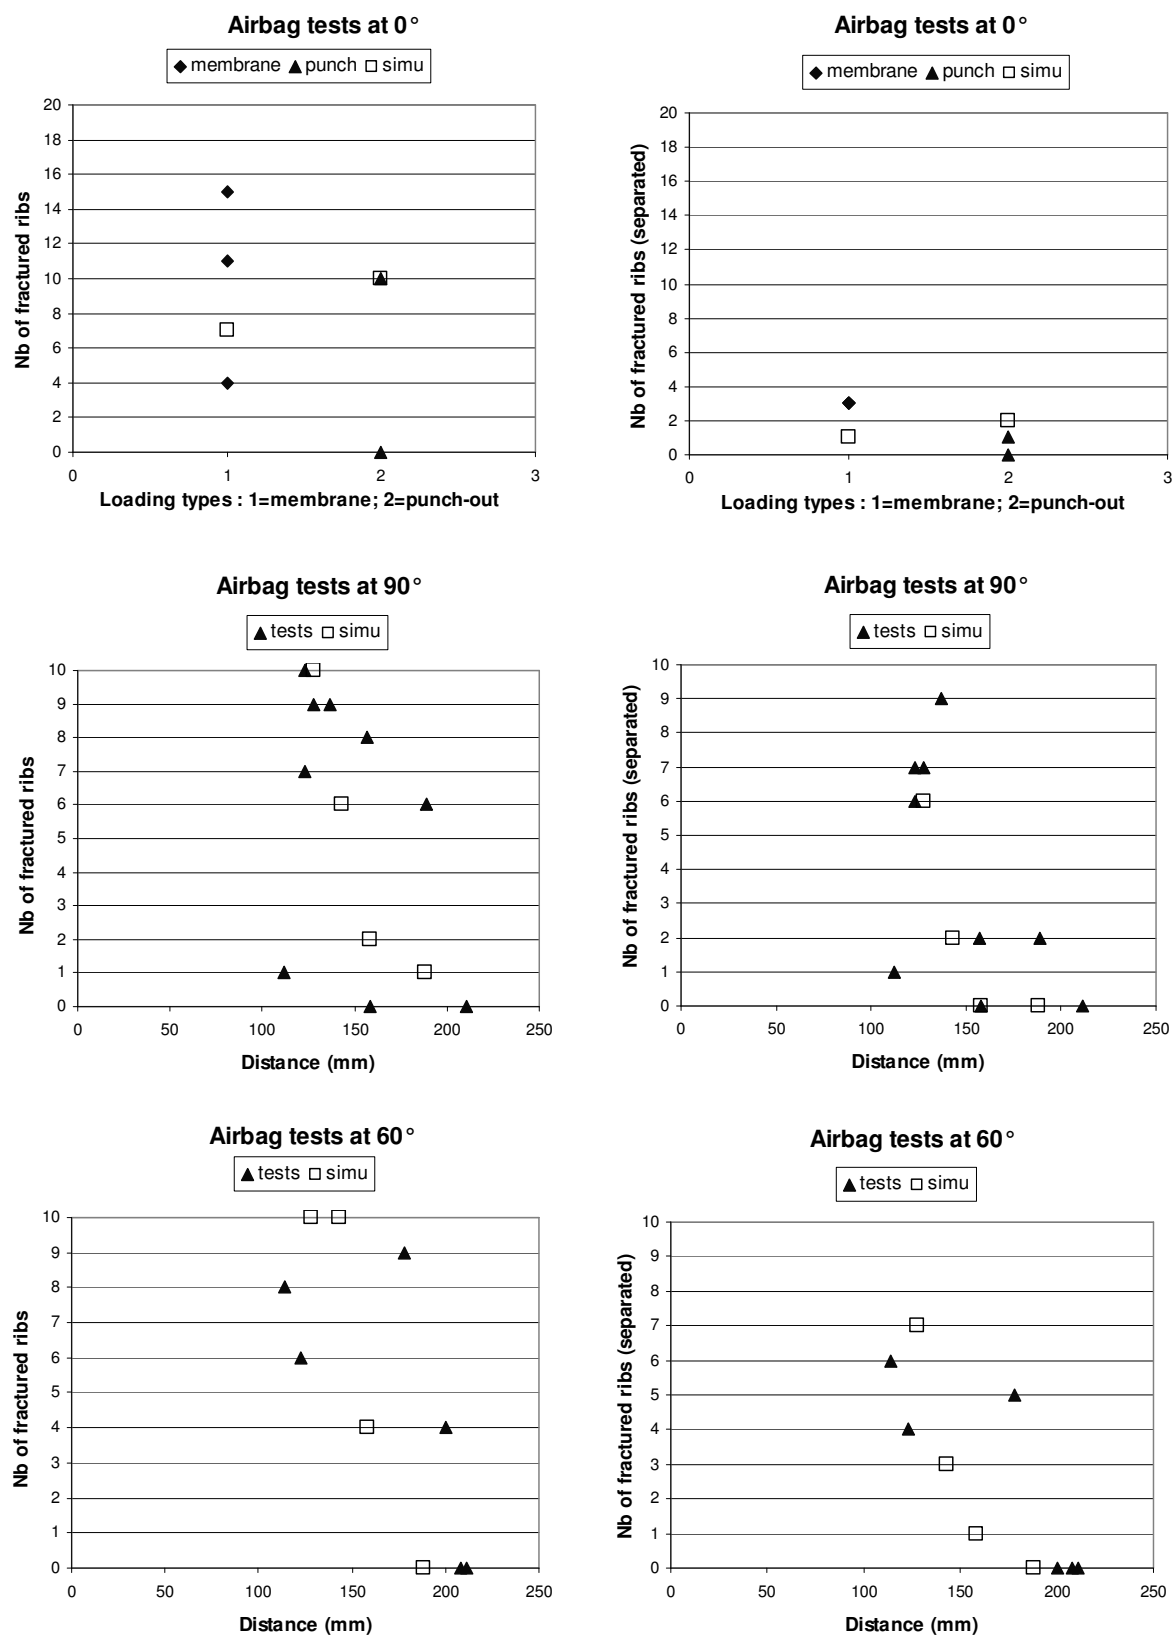 Airbag tests at 0°
membrane punch simu
Nb of fractured ribs
20
18
16
14
12
10
8
6
4
2
0
0 1 2 3
Loading types : 1=membrane; 2=punch-out
Airbag tests at 0°
membrane punch simu
Nb of fractured ribs (separated)
20
18
16
14
12
10
8
6
4
2
0
0 1 2 3
Loading types : 1=membrane; 2=punch-out
Airbag tests at 90°
tests simu
Nb of fractured ribs
10
9
8
7
6
5
4
3
2
1
0
0 50 100 150 200 250
Distance (mm)
Airbag tests at 90°
tests simu
Nb of fractured ribs (separated)
10
9
8
7
6
5
4
3
2
1
0
0 50 100 150 200 250
Distance (mm)
Airbag tests at 60°
tests simu
Nb of fractured ribs
10
9
8
7
6
5
4
3
2
1
0
0 50 100 150 200 250
Distance (mm)
Airbag tests at 60°
tests simu
Nb of fractured ribs (separated)
10
9
8
7
6
5
4
3
2
1
0
0 50 100 150 200 250
Distance (mm)